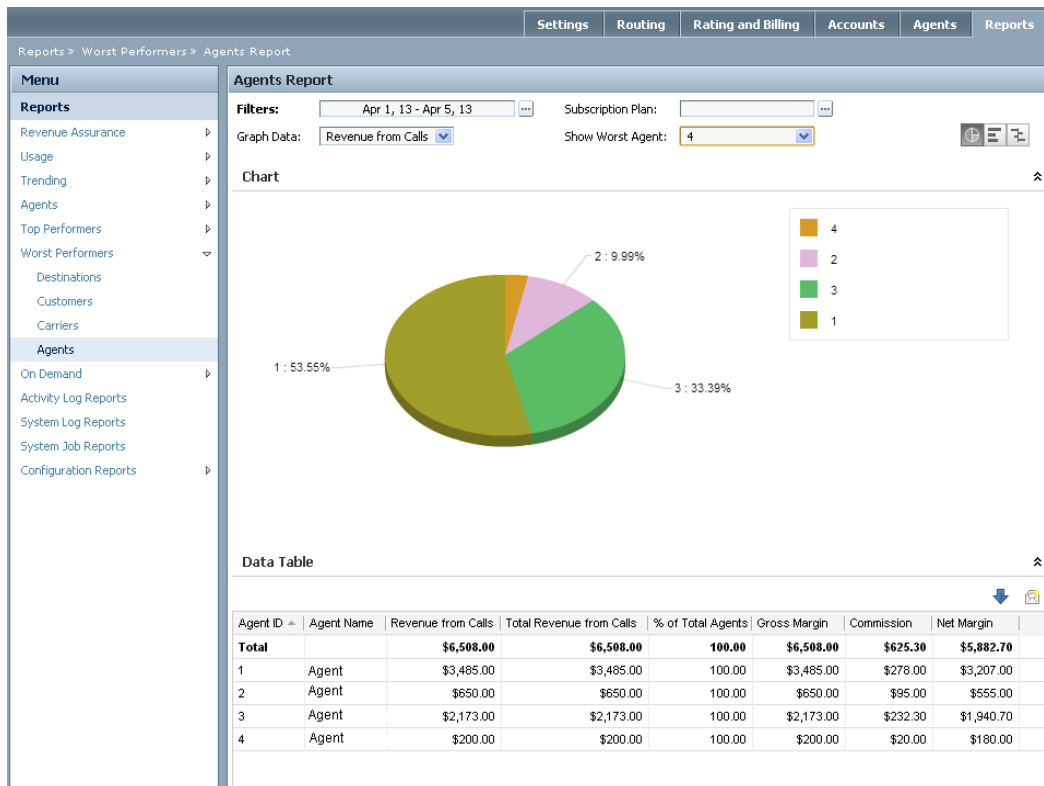 Settings Routing Rating and Billing Accounts Agents Reports
Reports» Worst Performers» Agents Report
Menu
Reports
Revenue Assurance
Usage
Trending
Agents
Top Performers
Worst Performers
Destinations
Customers
Carriers
Agents
On Demand
Activity Log Reports
System Log Reports
System Job Reports
Configuration Reports
Agents Report
Filters: Apr 1, 13 - Apr 5, 13 ... Subscription Plan: ...
Graph Data: Revenue from Calls Show Worst Agent: 4
Chart
4
2
3
1
2 : 9.99%
1 : 53.55%
3 : 33.39%
Data Table
Agent ID Agent Name Revenue from Calls Total Revenue from Calls % of Total Agents Gross Margin Commission Net Margin
Total $6,508.00 $6,508.00 100.00 $6,508.00 $625.30 $5,882.70
1 Agent $3,485.00 $3,485.00 100.00 $3,485.00 $278.00 $3,207.00
2 Agent $650.00 $650.00 100.00 $650.00 $95.00 $555.00
3 Agent $2,173.00 $2,173.00 100.00 $2,173.00 $232.30 $1,940.70
4 Agent $200.00 $200.00 100.00 $200.00 $20.00 $180.00